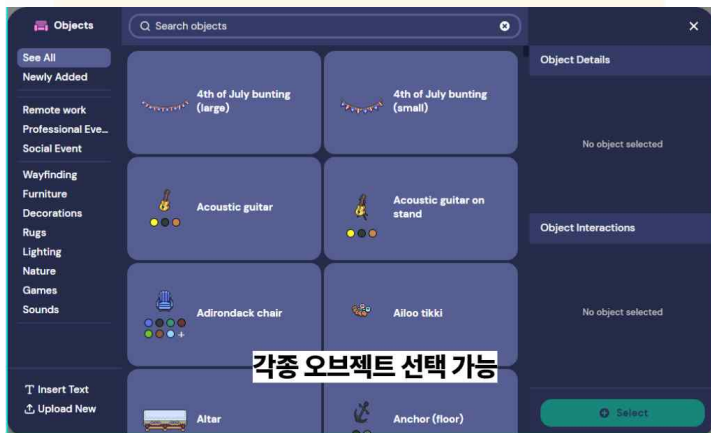 Objects
Search objects
See All
Newly Added
Remote work
Professional Eve...
Social Event
Wayfinding
Furniture
Decorations
Rugs
Lighting
Nature
Games
Sounds
T Insert Text
Upload New
4th of July bunting
(large)
4th of July bunting
(small)
Acoustic guitar
Acoustic guitar on
stand
Adirondack chair
Ailoo tikki
각종 오브젝트 선택 가능
Altar
Anchor (floor)
Object Details
No object selected
Object Interactions
No object selected
Select